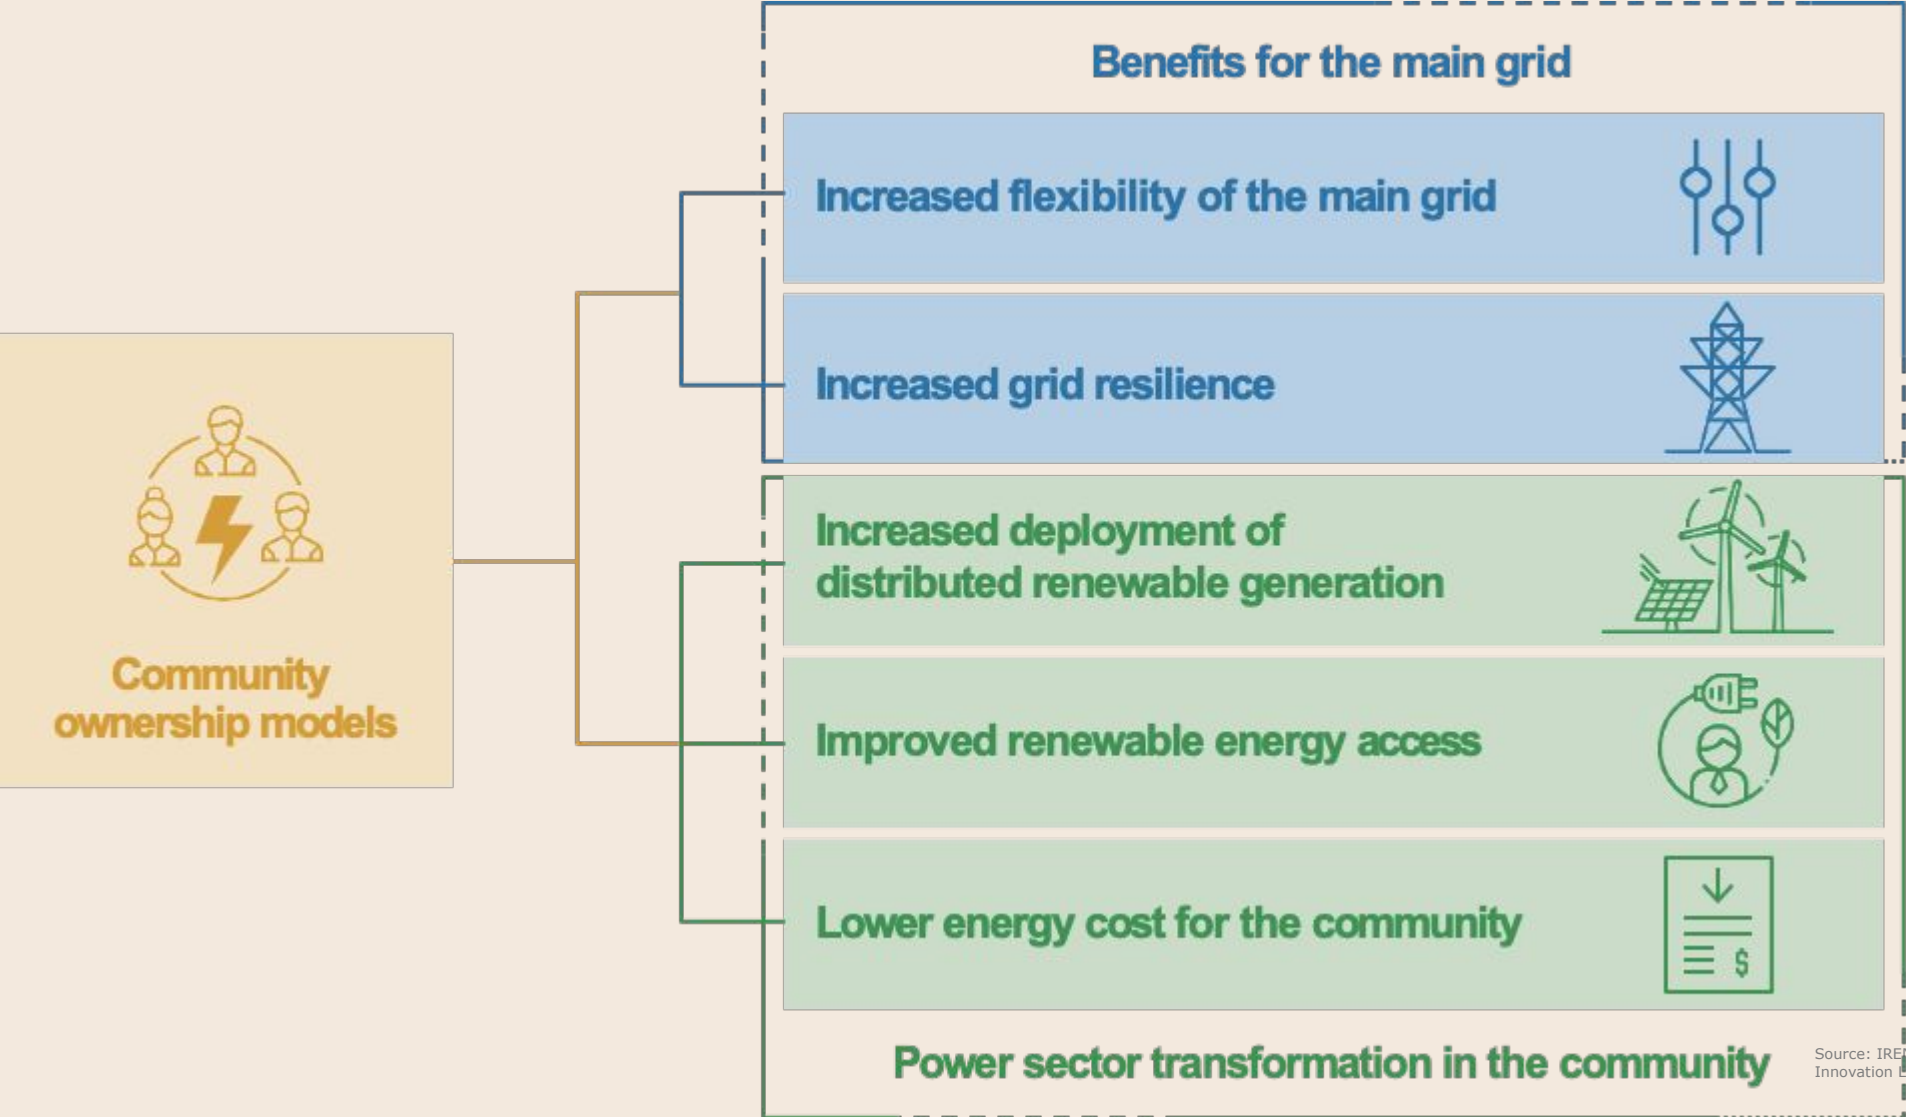 Benefits for the main grid
Increased flexibility of the main grid
Increased grid resilience
Community
ownership models
Increased deployment of
distributed renewable generation
Improved renewable energy access
Lower energy cost for the community
$
Power sector transformation in the community
Source:
Innovation